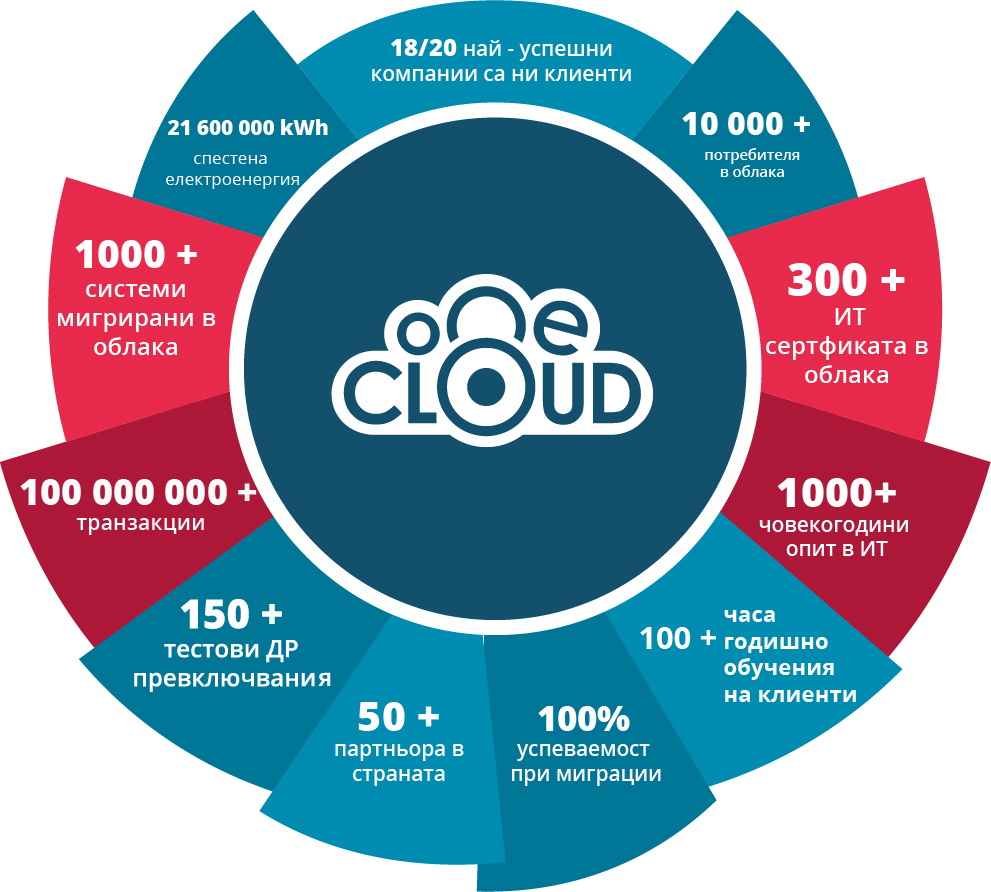 18/20 най - успешни
компании са ни клиенти
10 000 +
потребителя
в облака
300 +
ИТ
сертфиката в
облака
1000+
човекогодини
опит в ИТ
100 +
часа
годишно
обучения
на клиенти
100%
успеваемост
при миграции
50 +
партньора в
страната
150 +
тестови ДР
превключвания
100 000 000 +
транзакции
1000 +
системи
мигрирани в
облака
21 600 000 kWh
спестена
електроенергия
one
CLOUD